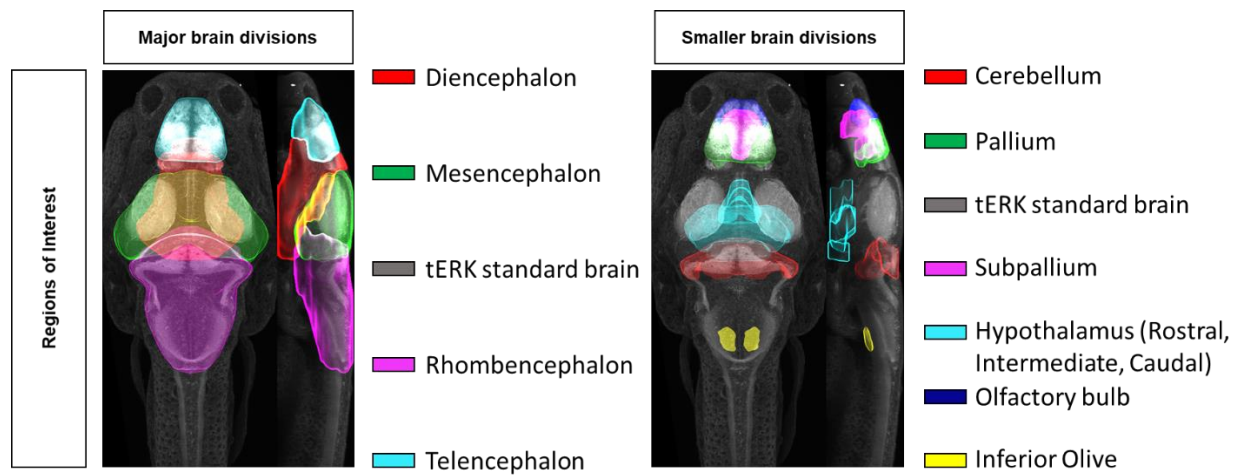 Major brain divisions
Smaller brain divisions
Regions of Interest
Diencephalon
Mesencephalon
tERK standard brain
Rhombencephalon
Telencephalon
Cerebellum
Pallium
tERK standard brain
Subpallium
Hypothalamus (Rostral,
Intermediate, Caudal)
Olfactory bulb
Inferior Olive